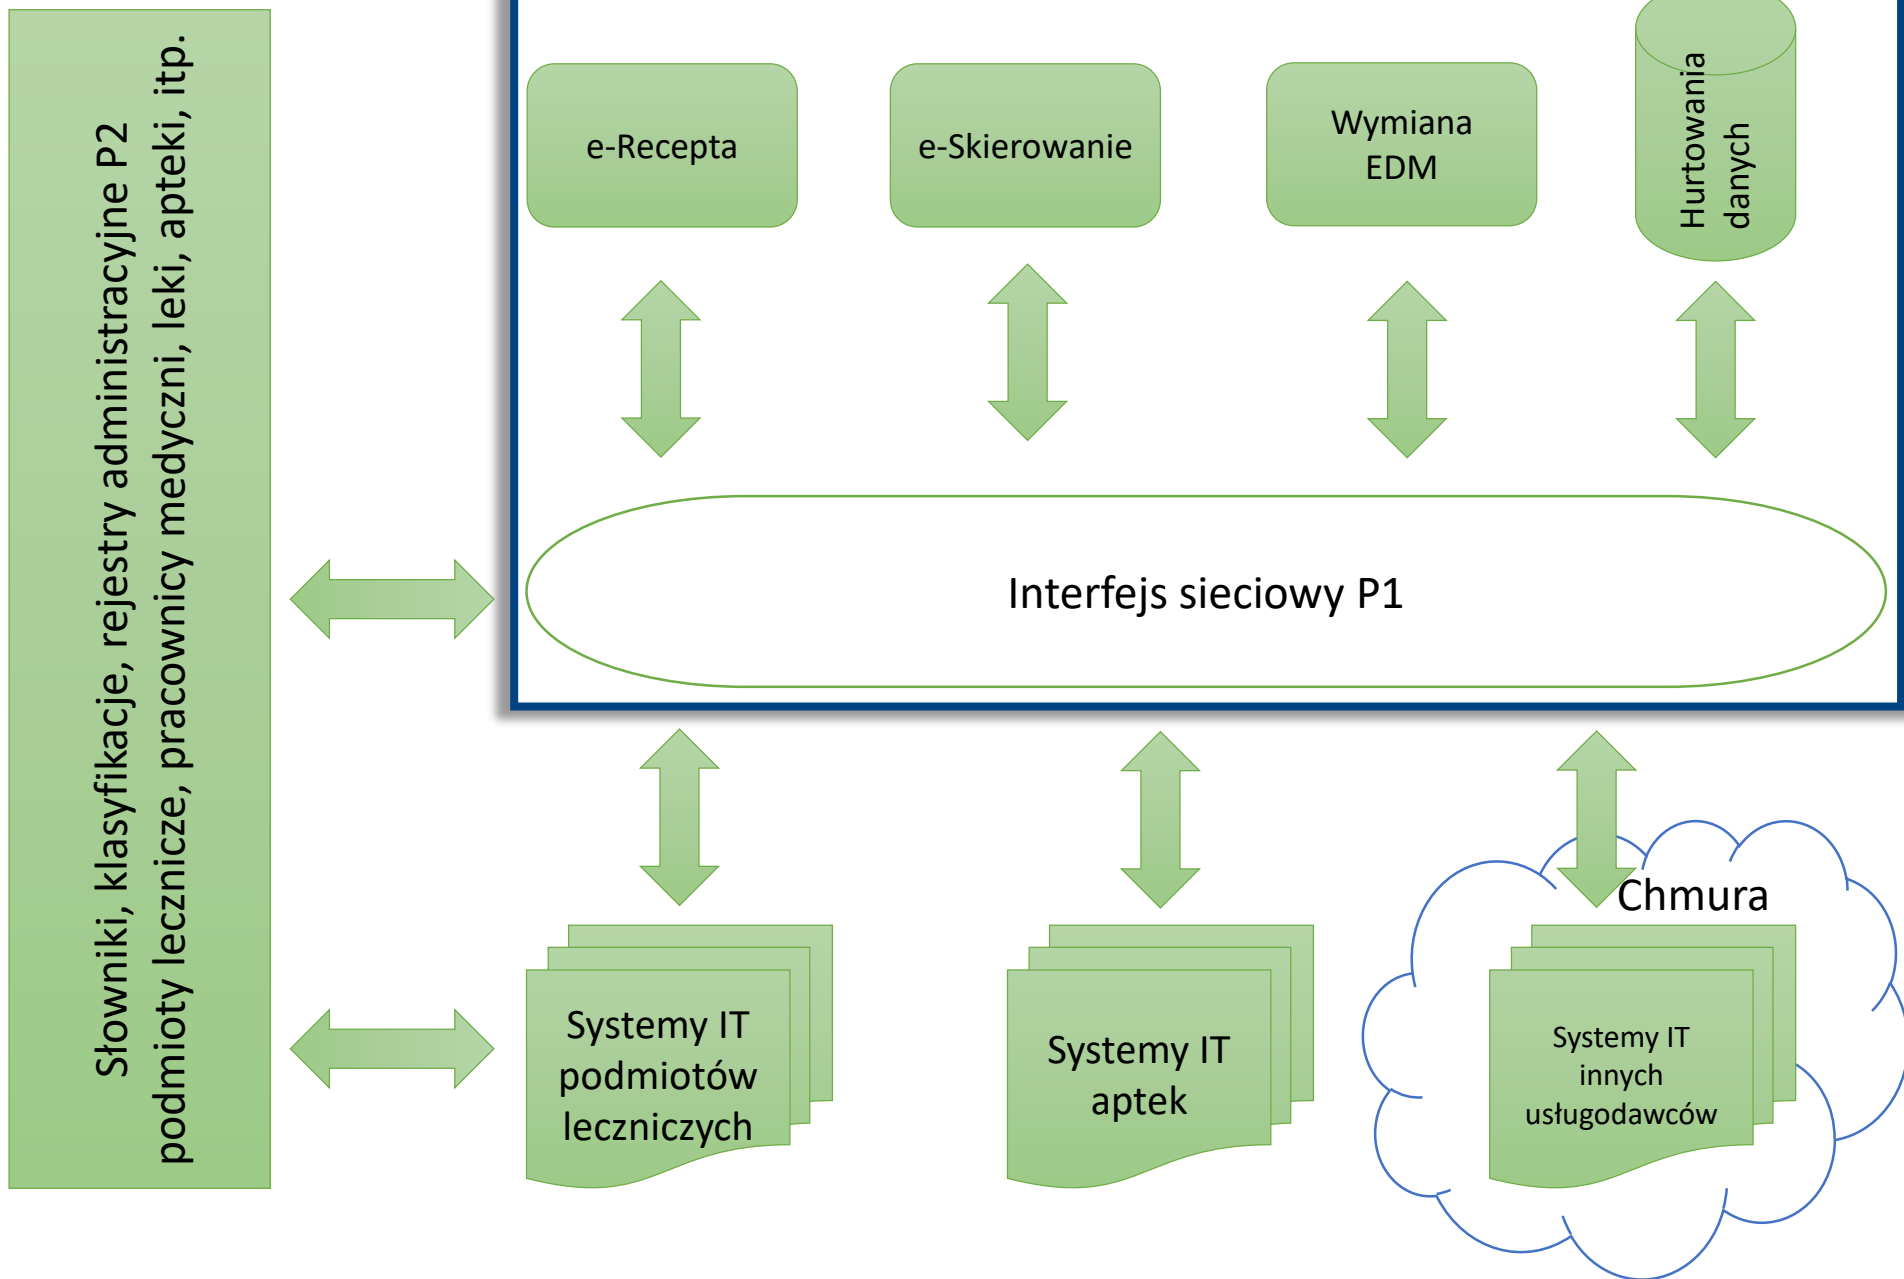 Słowniki, klasyfikacje, rejestry administracyjne P2
podmioty lecznicze, pracownicy medyczni, leki, apteki, itp.
e-Recepta
e-Skierowanie
Wymiana
EDM
Hurtowania
danych
Interfejs sieciowy P1
Systemy IT
podmiotów
leczniczych
Systemy IT
aptek
Chmura
Systemy IT
innych
usługodawców